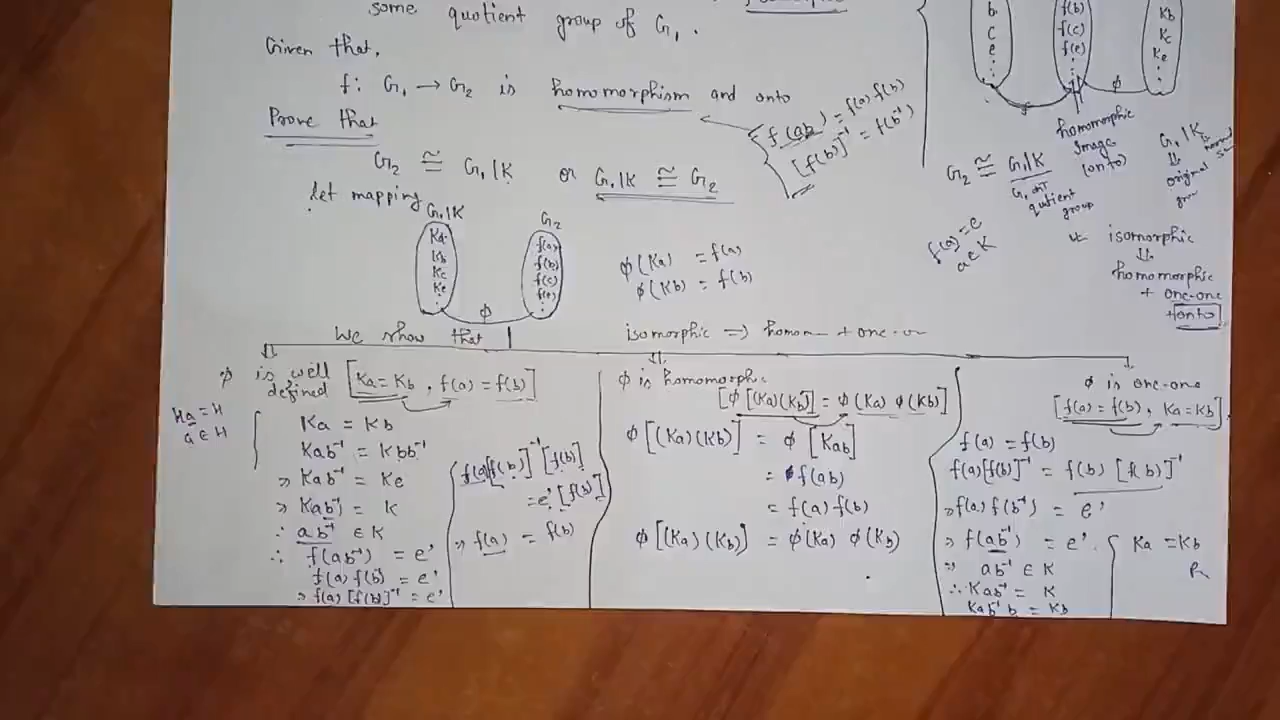 some quotient group of G₁.
Given that,
f: G₁ → G₂ is homomorphism and onto
Prove that
G₂ ≅ G₁|K or G₁|K ≅ G₂
f(ab) = f(a) f(b)
[f(b)]⁻¹ = f(b⁻¹)
let mapping
G₁|K G₂
Ka f(a)
Kb f(b)
Kc f(c)
Ke f(e)
φ
φ(Ka) = f(a)
φ(Kb) = f(b)
b f(b) Kb
c f(c) Kc
e f(e) Ke
φ
homomorphic
Image
(onto)
G₂ ≅ G₁|K
quotient
group
G₁|K
original
f(a) = e
a ∈ K
isomorphic
⇓
homomorphic
+ one-one
+ onto
We show that
isomorphic ⇒ homom— + one-on
φ is well
defined [Ka = Kb, f(a) = f(b)]
Ha = H
a ∈ H
Ka = Kb
Kab⁻¹ = Kbb⁻¹
⇒ Kab⁻¹ = Ke
⇒ Kab⁻¹ = K
∴ ab⁻¹ ∈ K
∴ f(ab⁻¹) = e'
f(a) f(b⁻¹) = e'
⇒ f(a) [f(b)]⁻¹ = e'
f(a)[f(b)]⁻¹ [f(b)]
= e' [f(b)]
⇒ f(a) = f(b)
φ is homomorphic
[φ[(Ka)(Kb)] = φ(Ka) φ(Kb)]
φ[(Ka)(Kb)] = φ[Kab]
= f(ab)
= f(a) f(b)
φ[(Ka)(Kb)] = φ(Ka) φ(Kb)
φ is one-one
[f(a) = f(b), Ka = Kb]
f(a) = f(b)
f(a)[f(b)]⁻¹ = f(b) [f(b)]⁻¹
⇒ f(a) f(b⁻¹) = e'
⇒ f(ab⁻¹) = e'
⇒ ab⁻¹ ∈ K
∴ Kab⁻¹ = K
Kab⁻¹b = Kb
Ka = Kb